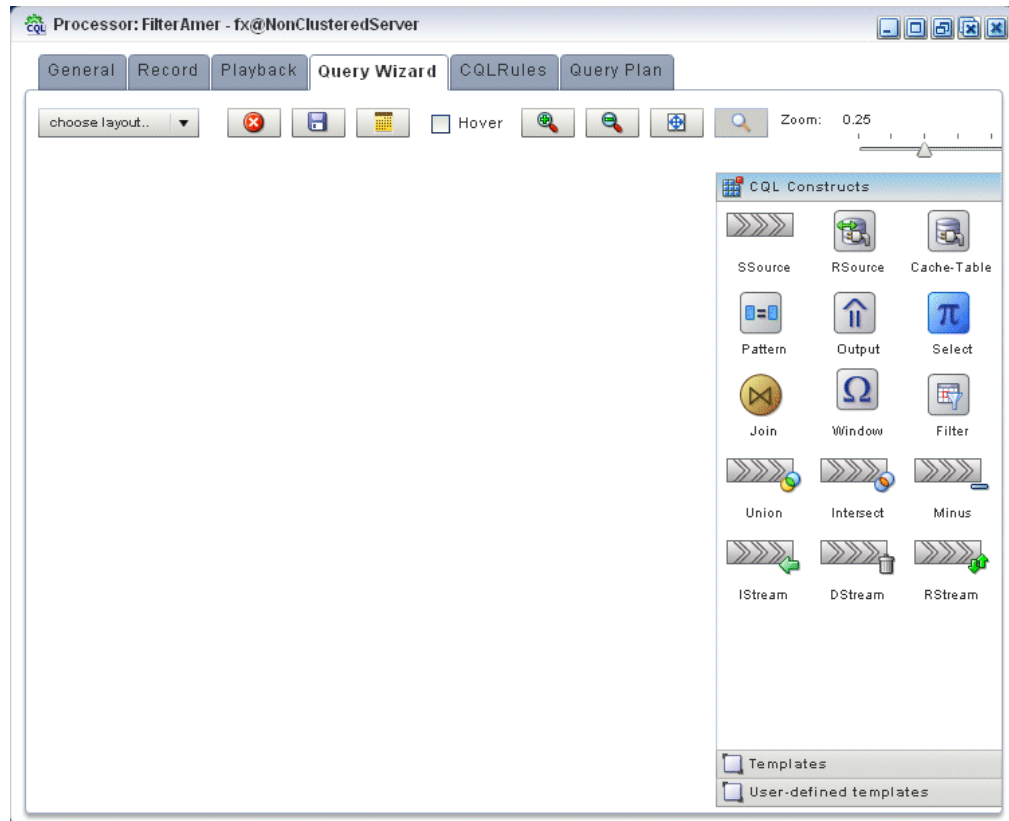 Processor: FilterAmer - fx@NonClusteredServer
General Record Playback Query Wizard CQLRules Query Plan
choose layout.. Hover Zoom: 0.25
CQL Constructs
SSource RSource Cache-Table
Pattern Output Select
Join Window Filter
Union Intersect Minus
IStream DStream RStream
Templates
User-defined templates